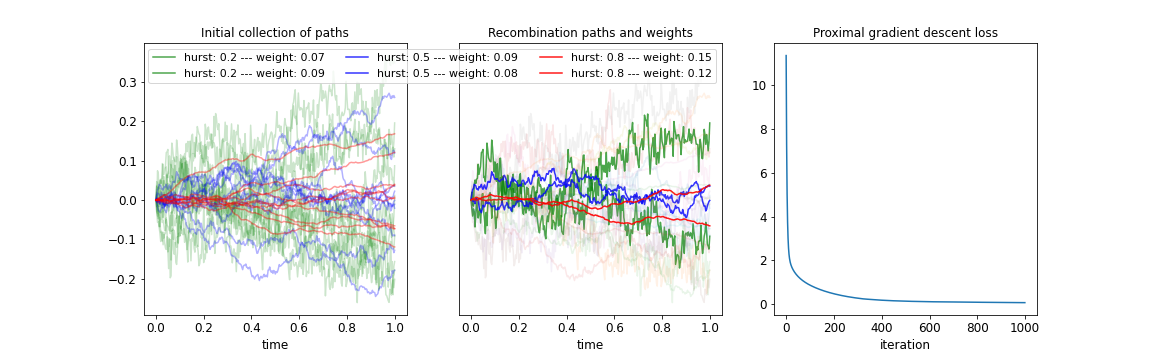 Initial collection of paths
Recombination paths and weights
Proximal gradient descent loss
hurst: 0.2 --- weight: 0.07
hurst: 0.2 --- weight: 0.09
hurst: 0.5 --- weight: 0.09
hurst: 0.5 --- weight: 0.08
hurst: 0.8 --- weight: 0.15
hurst: 0.8 --- weight: 0.12
0.3
0.2
0.1
0.0
−0.1
−0.2
0.0 0.2 0.4 0.6 0.8 1.0
time
0.0 0.2 0.4 0.6 0.8 1.0
time
10
8
6
4
2
0
0 200 400 600 800 1000
iteration